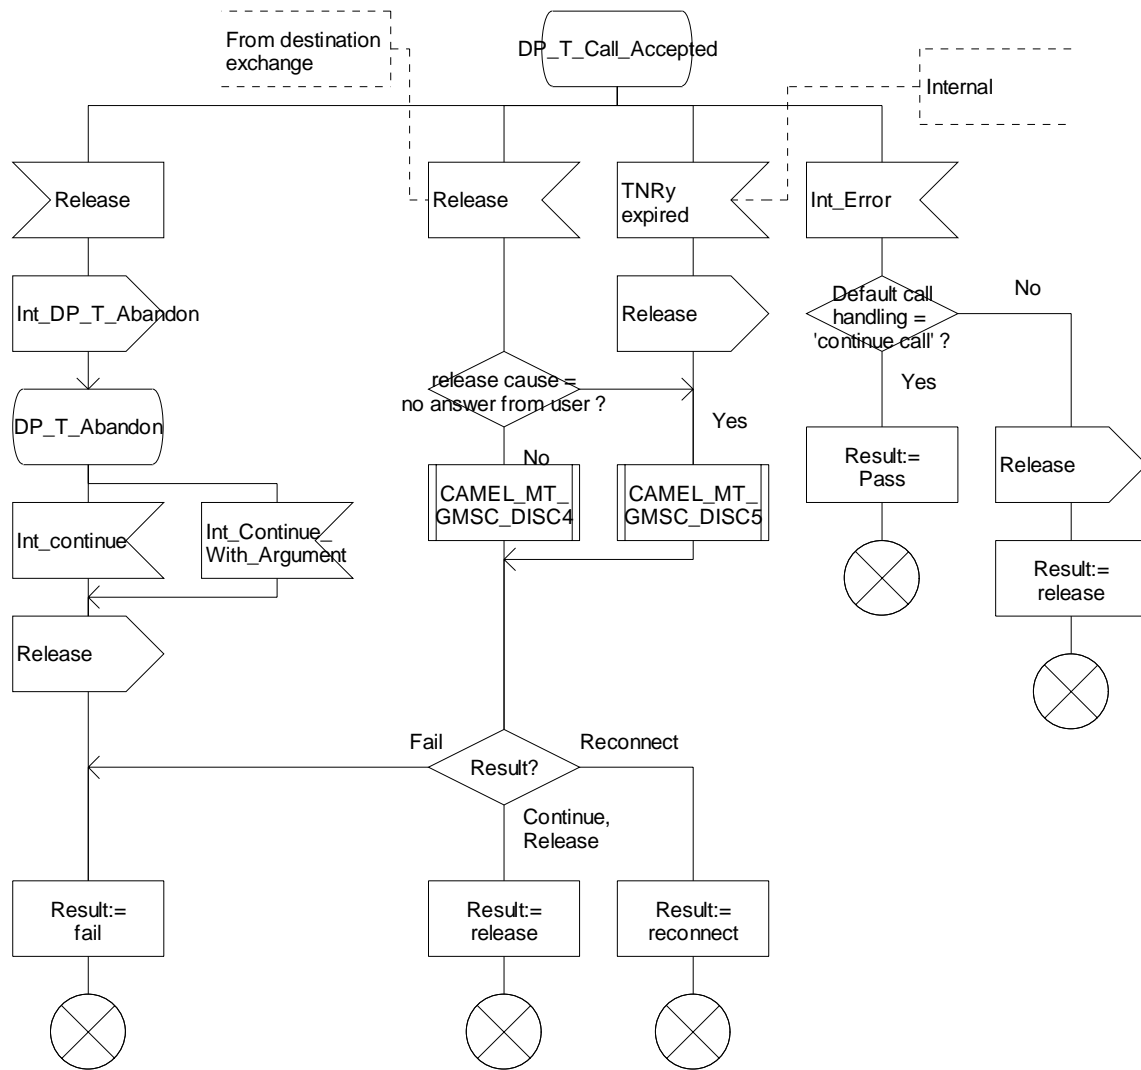 From destination
exchange
DP_T_Call_Accepted
Internal
Release
Release
TNRy
expired
Int_Error
Int_DP_T_Abandon
Release
Default call
handling =
'continue call' ?
No
release cause =
no answer from user ?
Yes
Yes
DP_T_Abandon
No
Result:=
Pass
Release
CAMEL_MT_
GMSC_DISC4
CAMEL_MT_
GMSC_DISC5
Int_continue
Int_Continue_
With_Argument
Result:=
release
Release
Fail
Reconnect
Result?
Continue,
Release
Result:=
fail
Result:=
release
Result:=
reconnect